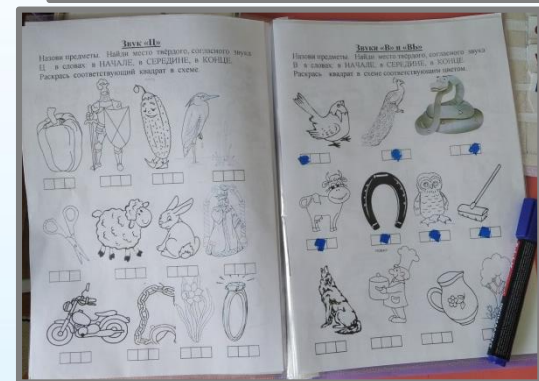 Звук «Ц»
Назови предметы. Найди место твёрдого, согласного звука
Ц в словах: в НАЧАЛЕ, в СЕРЕДИНЕ, в КОНЦЕ.
Раскрась соответствующий квадрат в схеме.
Звуки «В» и «ВЬ»
Назови предметы. Найди место твёрдого, согласного звука
В в словах: в НАЧАЛЕ, в СЕРЕДИНЕ, в КОНЦЕ.
Раскрась квадрат в схеме соответствующим цветом.